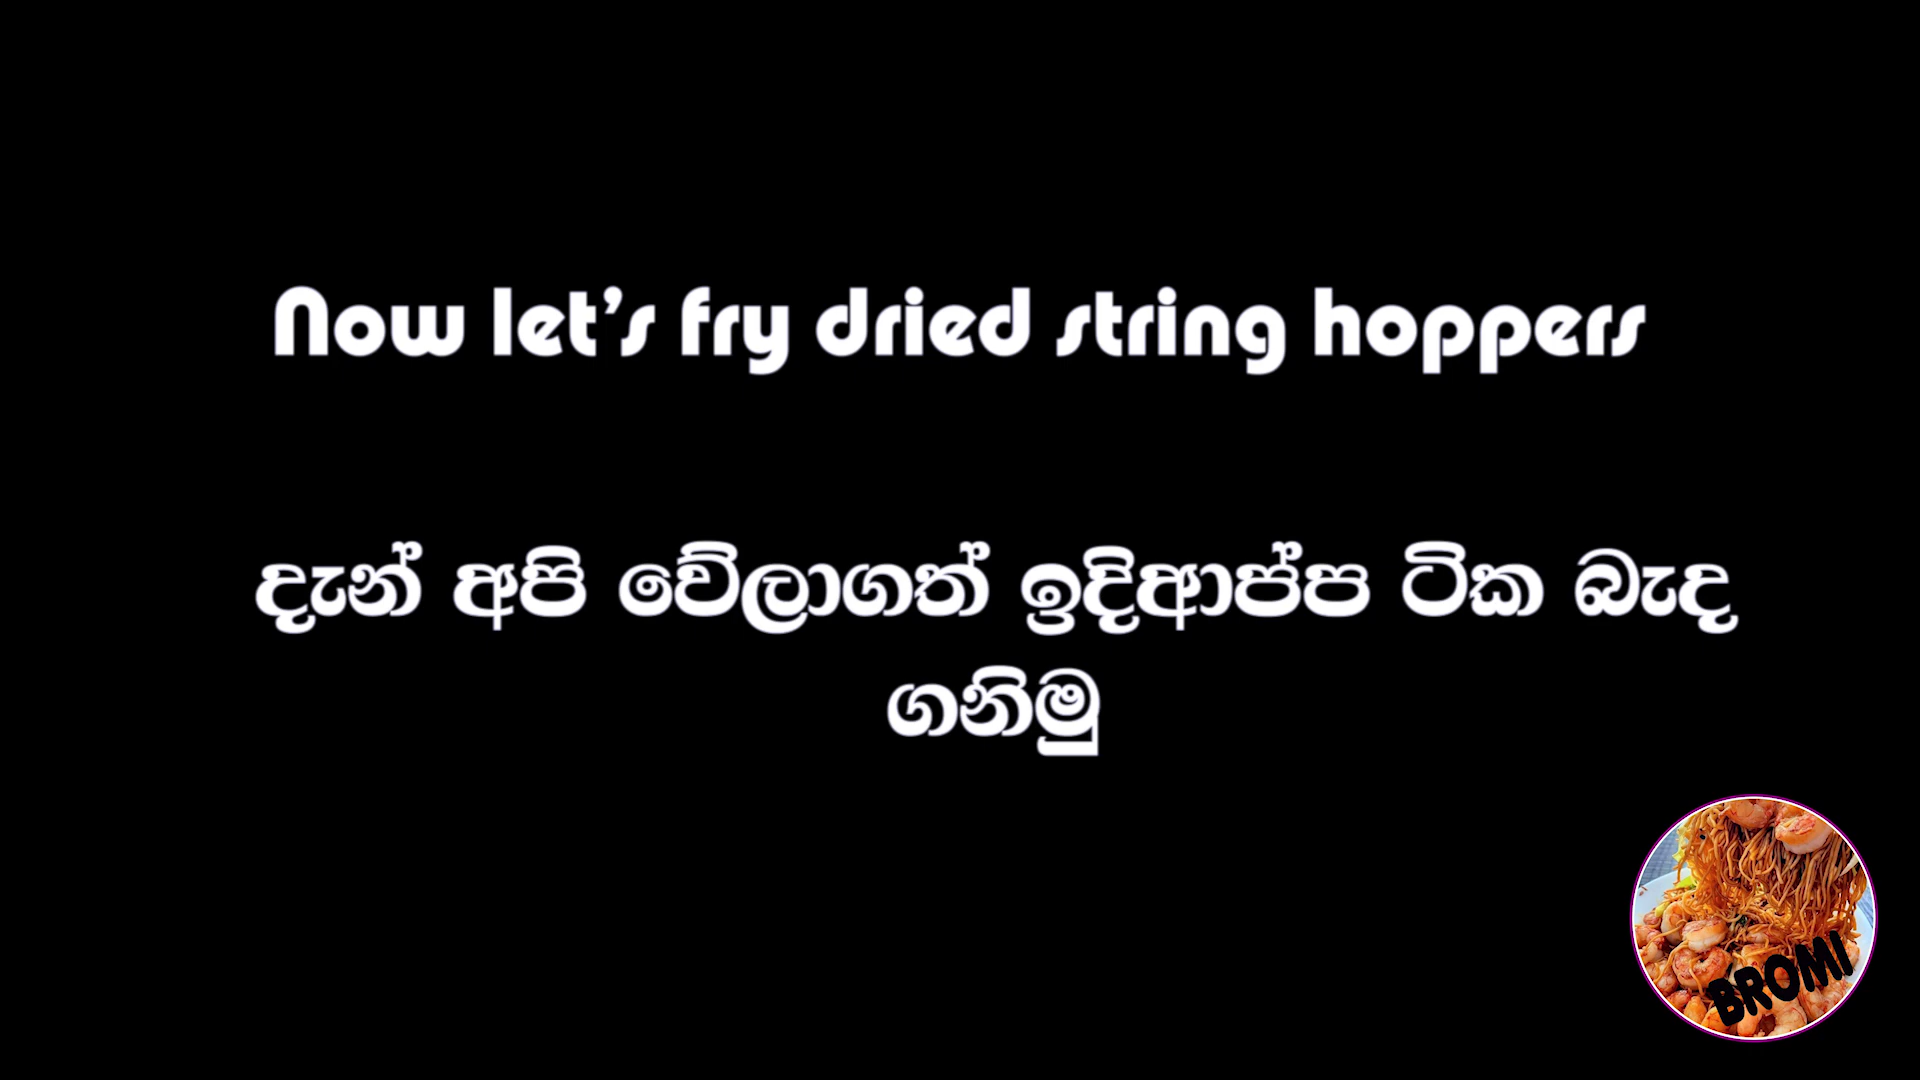 Now let’s fry dried string hoppers
දැන් අපි වේලාගත් ඉදිආප්ප ටික බැද
ගනිමු
BROMI